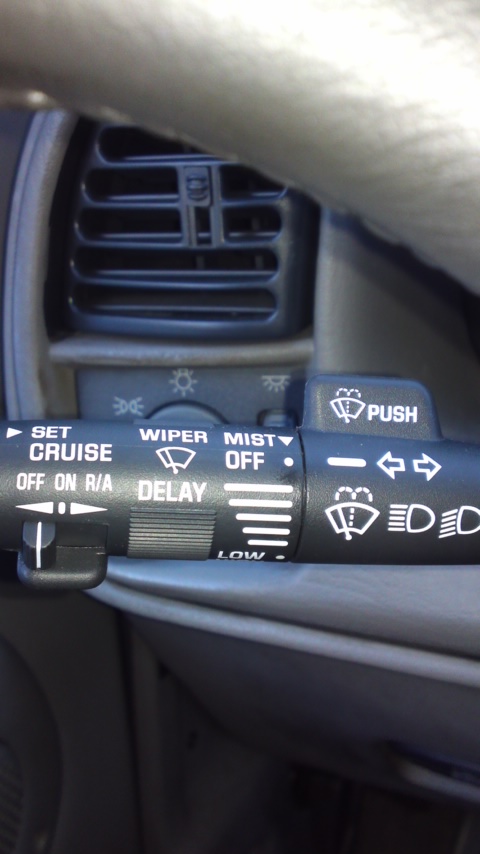 SET
CRUISE
OFF ON R/A
WIPER
DELAY
MIST
OFF
LOW
PUSH